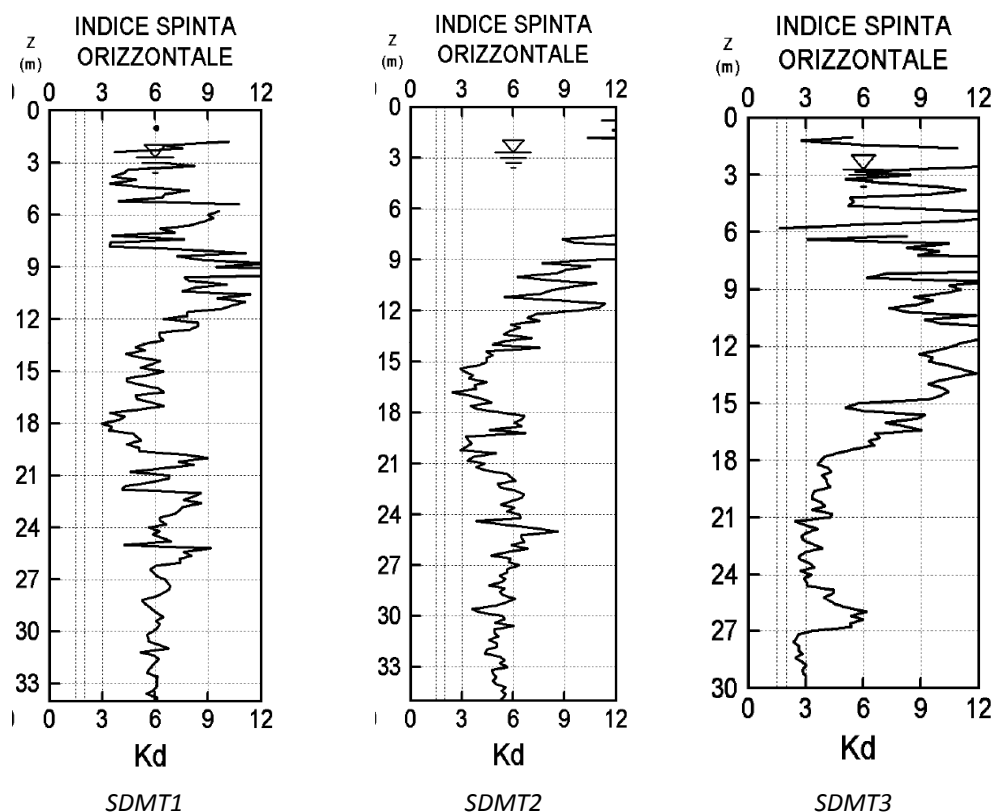 INDICE SPINTA
ORIZZONTALE
Z
(m)
)
0 3 6 9 12
0
3
6
9
12
15
18
21
24
27
30
33
)
0 3 6 9 12
Kd
SDMT1
INDICE SPINTA
ORIZZONTALE
Z
(m)
)
0 3 6 9 12
0
3
6
9
12
15
18
21
24
27
30
33
)
0 3 6 9 12
Kd
SDMT2
INDICE SPINTA
ORIZZONTALE
Z
(m)
0 3 6 9 12
0
3
6
9
12
15
18
21
24
27
30
0 3 6 9 12
Kd
SDMT3